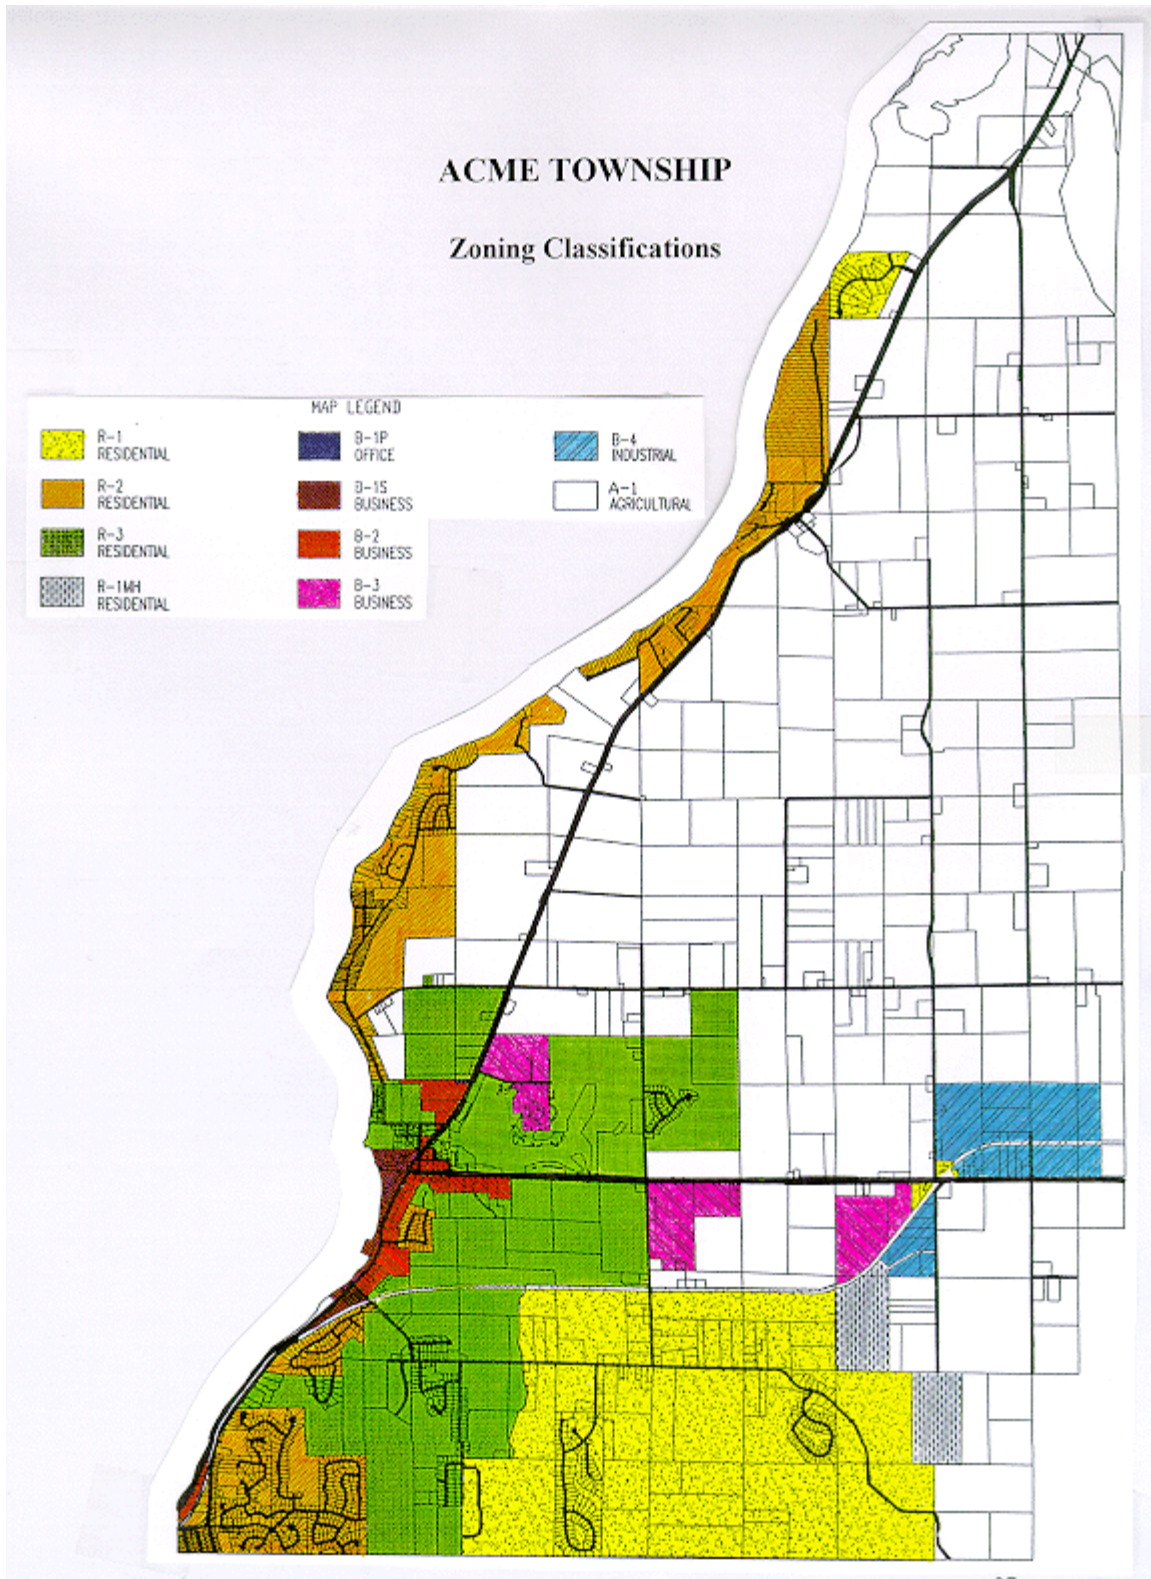 ACME TOWNSHIP
Zoning Classifications
MAP LEGEND
R-1
RESIDENTIAL
R-2
RESIDENTIAL
R-3
RESIDENTIAL
R-1MH
RESIDENTIAL
B-1P
OFFICE
B-1S
BUSINESS
B-2
BUSINESS
B-3
BUSINESS
B-4
INDUSTRIAL
A-1
AGRICULTURAL